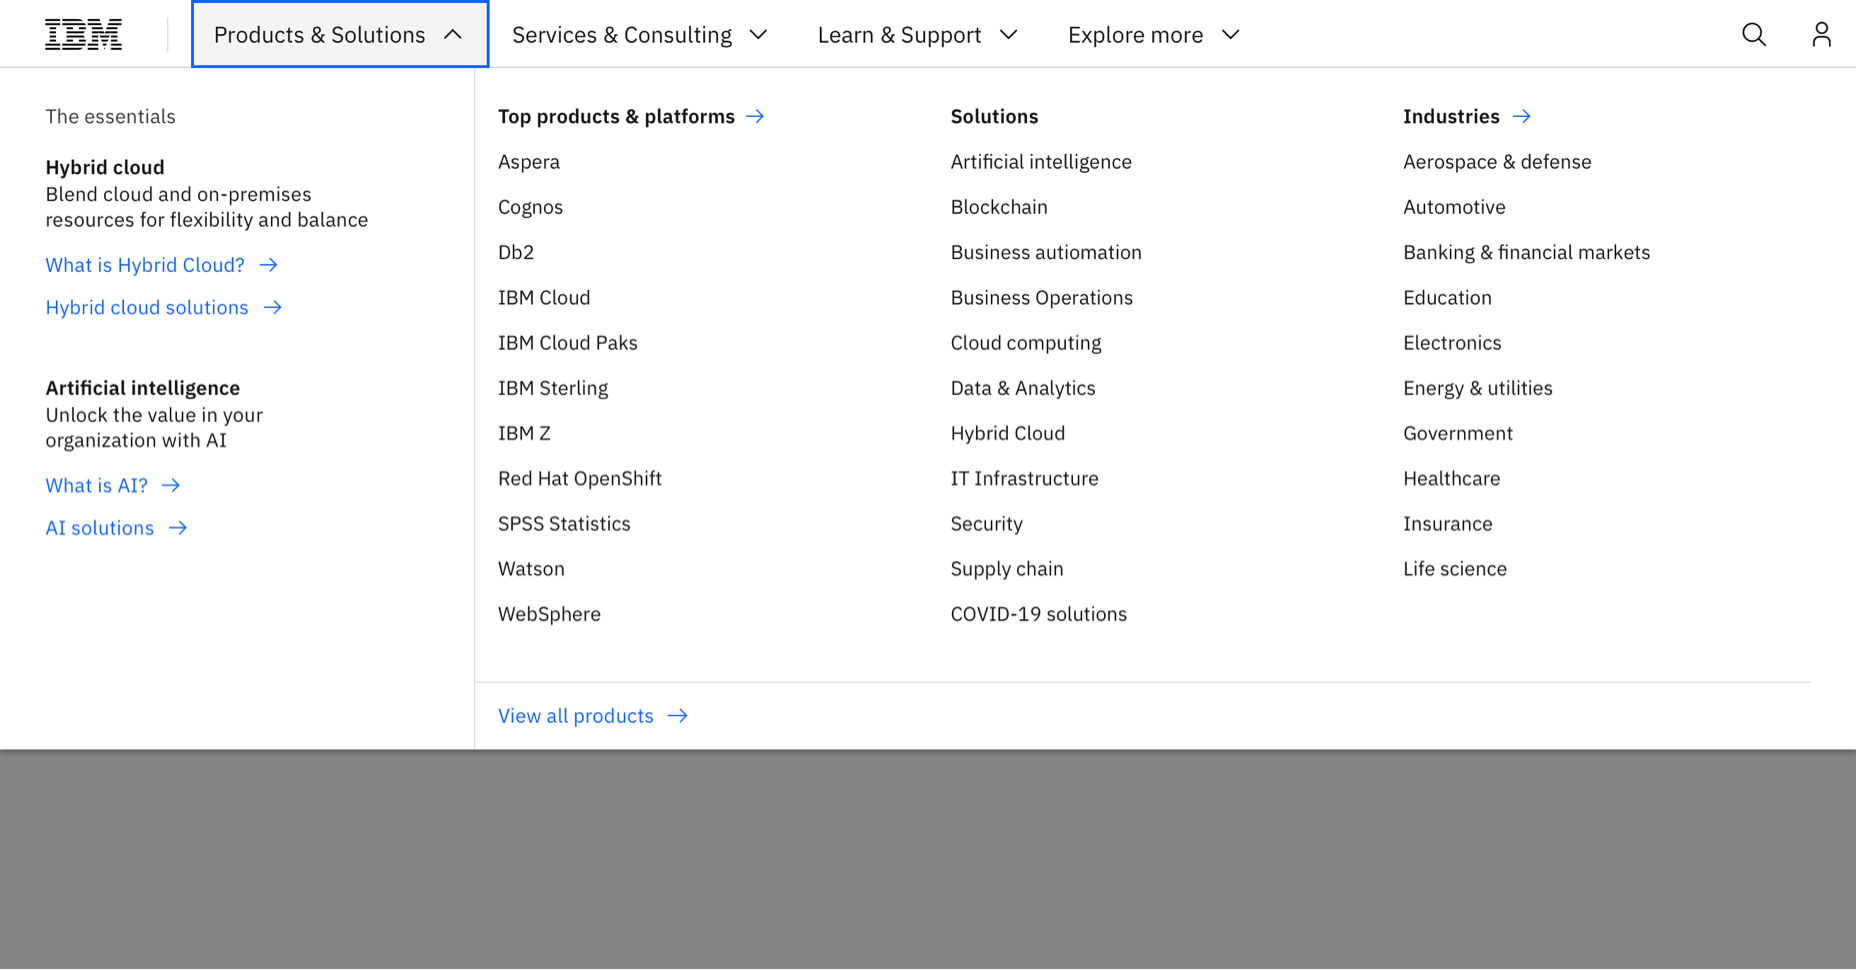 IBM
Products & Solutions
Services & Consulting
Learn & Support
Explore more
The essentials
Hybrid cloud
Blend cloud and on-premises
resources for flexibility and balance
What is Hybrid Cloud?
Hybrid cloud solutions
Artificial intelligence
Unlock the value in your
organization with AI
What is AI?
AI solutions
Top products & platforms
Aspera
Cognos
Db2
IBM Cloud
IBM Cloud Paks
IBM Sterling
IBM Z
Red Hat OpenShift
SPSS Statistics
Watson
WebSphere
Solutions
Artificial intelligence
Blockchain
Business autiomation
Business Operations
Cloud computing
Data & Analytics
Hybrid Cloud
IT Infrastructure
Security
Supply chain
COVID-19 solutions
Industries
Aerospace & defense
Automotive
Banking & financial markets
Education
Electronics
Energy & utilities
Government
Healthcare
Insurance
Life science
View all products